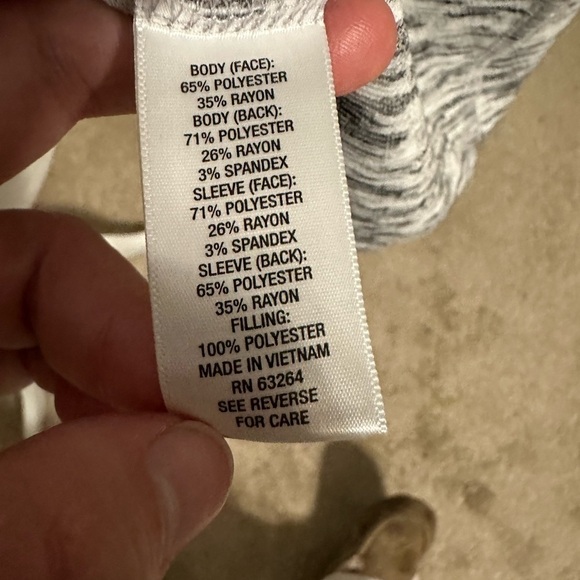 BODY (FACE):
65% POLYESTER
35% RAYON
BODY (BACK):
71% POLYESTER
26% RAYON
3% SPANDEX
SLEEVE (FACE):
71% POLYESTER
26% RAYON
3% SPANDEX
SLEEVE (BACK):
65% POLYESTER
35% RAYON
FILLING:
100% POLYESTER
MADE IN VIETNAM
RN 63264
SEE REVERSE
FOR CARE